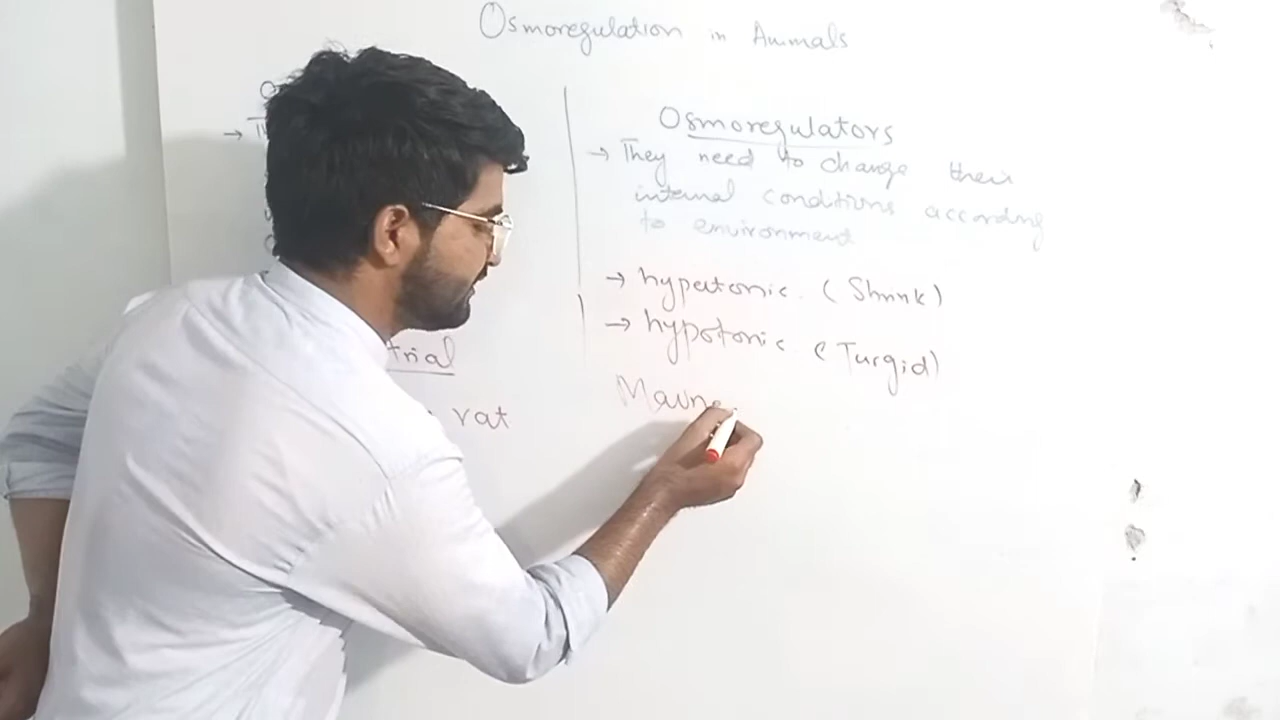 Osmoregulation in Animals
Osmoregulators
→ They need to change their
internal conditions according
to environment
→ hypertonic. (Shrink)
→ hypotonic (Turgid)
trial
rat